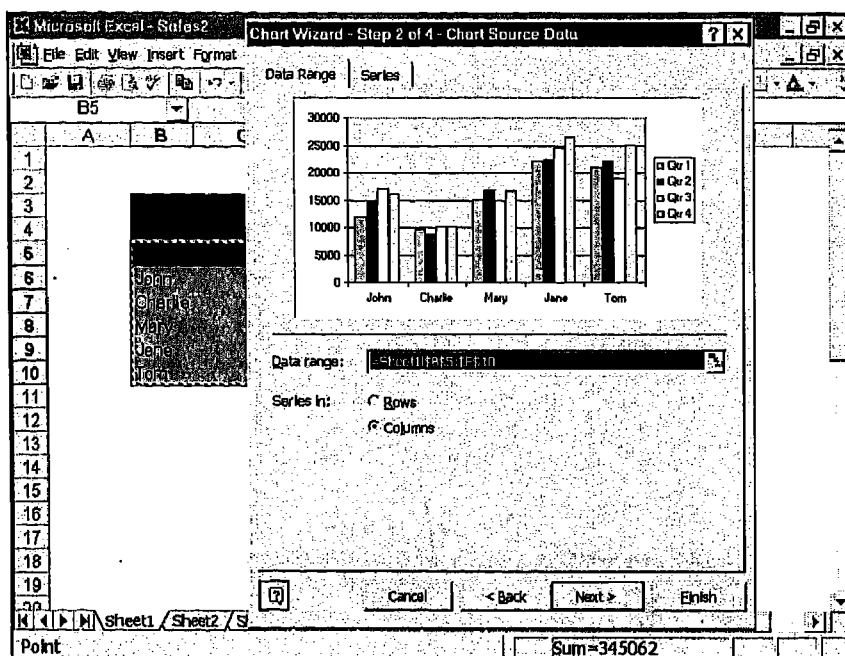 Microsoft Excel - Sales2
File Edit View Insert Format
B5
A B
1
2
3
4
5
6 John
7 Charlie
8 Mary
9 Jane
10 Tom
11
12
13
14
15
16
17
18
19
Sheet1 Sheet2
Point
Sum=345062
Chart Wizard - Step 2 of 4 - Chart Source Data
Data Range Series
30000
25000
20000
15000
10000
5000
0
John Charlie Mary Jane Tom
Qtr 1
Qtr 2
Qtr 3
Qtr 4
Data range: =Sheet1!$B$5:$F$10
Series in: Rows
Columns
Cancel < Back Next > Finish